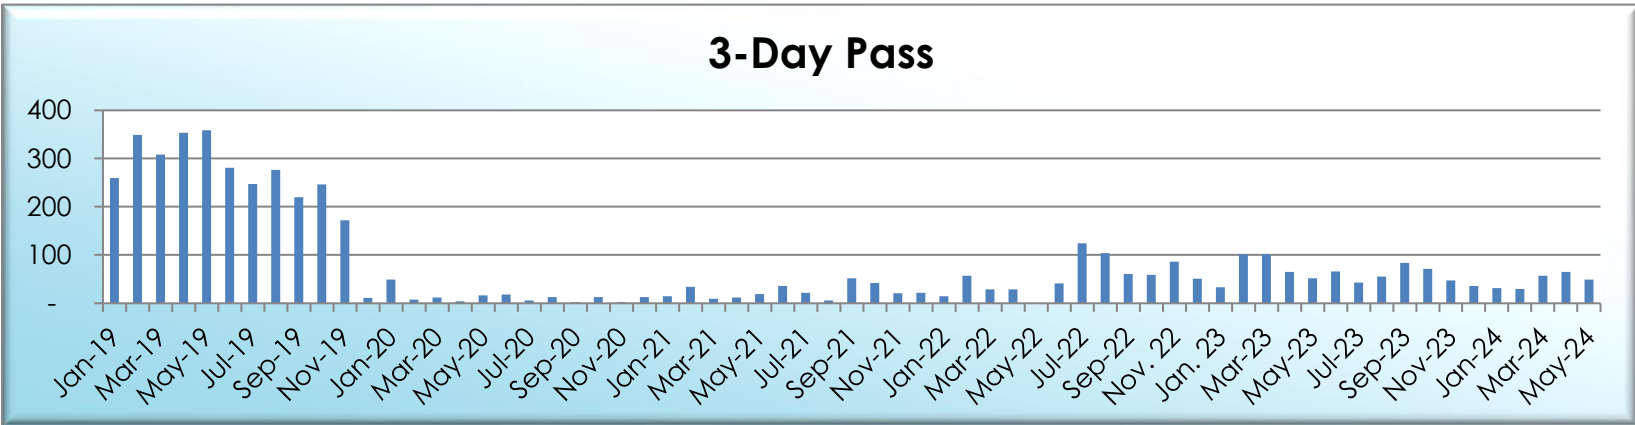 3-Day Pass
400
300
200
100
-
Jan-19
Mar-19
May-19
Jul-19
Sep-19
Nov-19
Jan-20
Mar-20
May-20
Jul-20
Sep-20
Nov-20
Jan-21
Mar-21
May-21
Jul-21
Sep-21
Nov-21
Jan-22
Mar-22
May-22
Jul-22
Sep-22
Nov. 22
Jan. 23
Mar-23
May-23
Jul-23
Sep-23
Nov-23
Jan-24
Mar-24
May-24